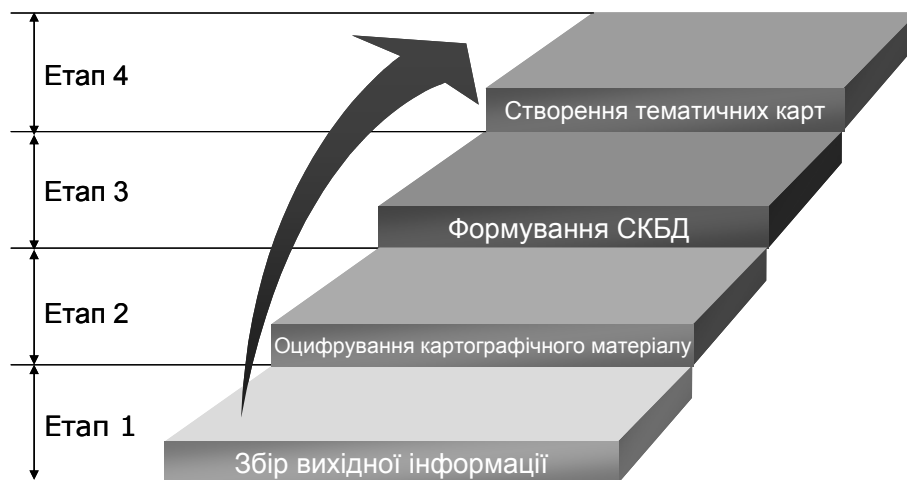 Етап 4
Створення тематичних карт
Етап 3
Формування СКБД
Етап 2
Оцифрування картографічного матеріалу
Етап 1
Збір вихідної інформації